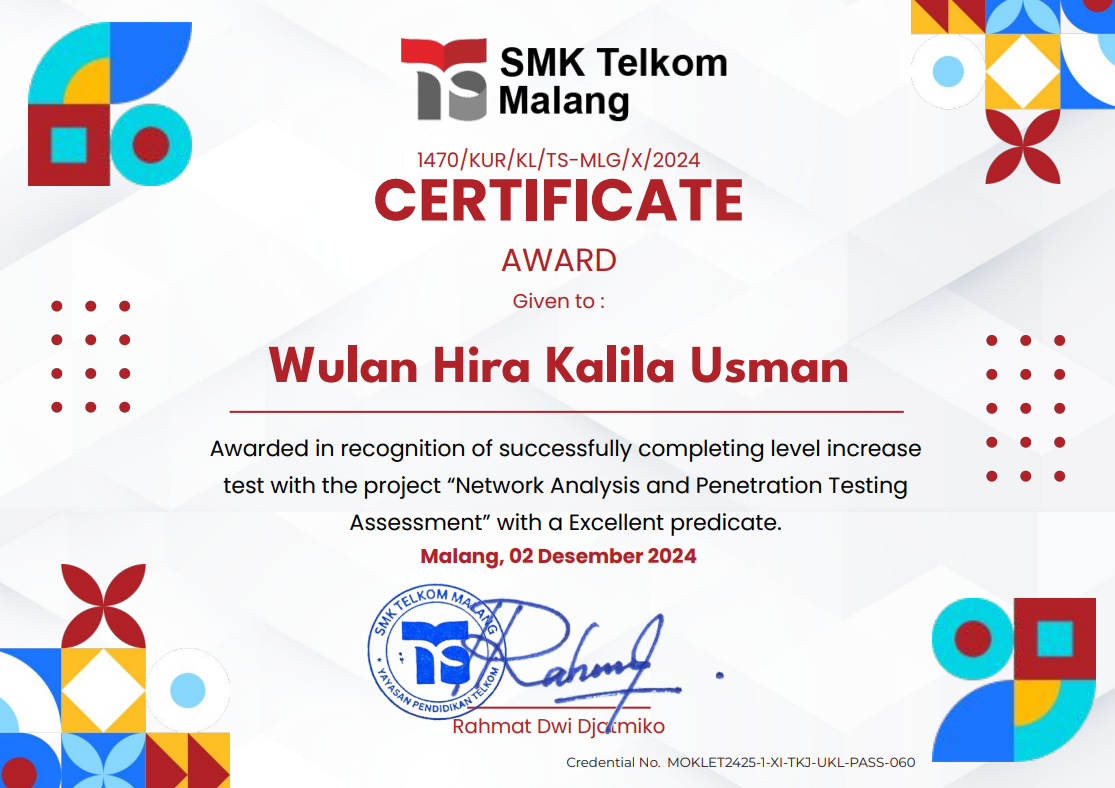 SMK Telkom
Malang
1470/KUR/KL/TS-MLG/X/2024
CERTIFICATE
AWARD
Given to :
Wulan Hira Kalila Usman
Awarded in recognition of successfully completing level increase
test with the project “Network Analysis and Penetration Testing
Assessment” with a Excellent predicate.
Malang, 02 Desember 2024
SMK TELKOM MALANG
YAYASAN PENDIDIKAN TELKOM
Rahmat Dwi Djatmiko
Credential No. MOKLET2425-1-XI-TKJ-UKL-PASS-060